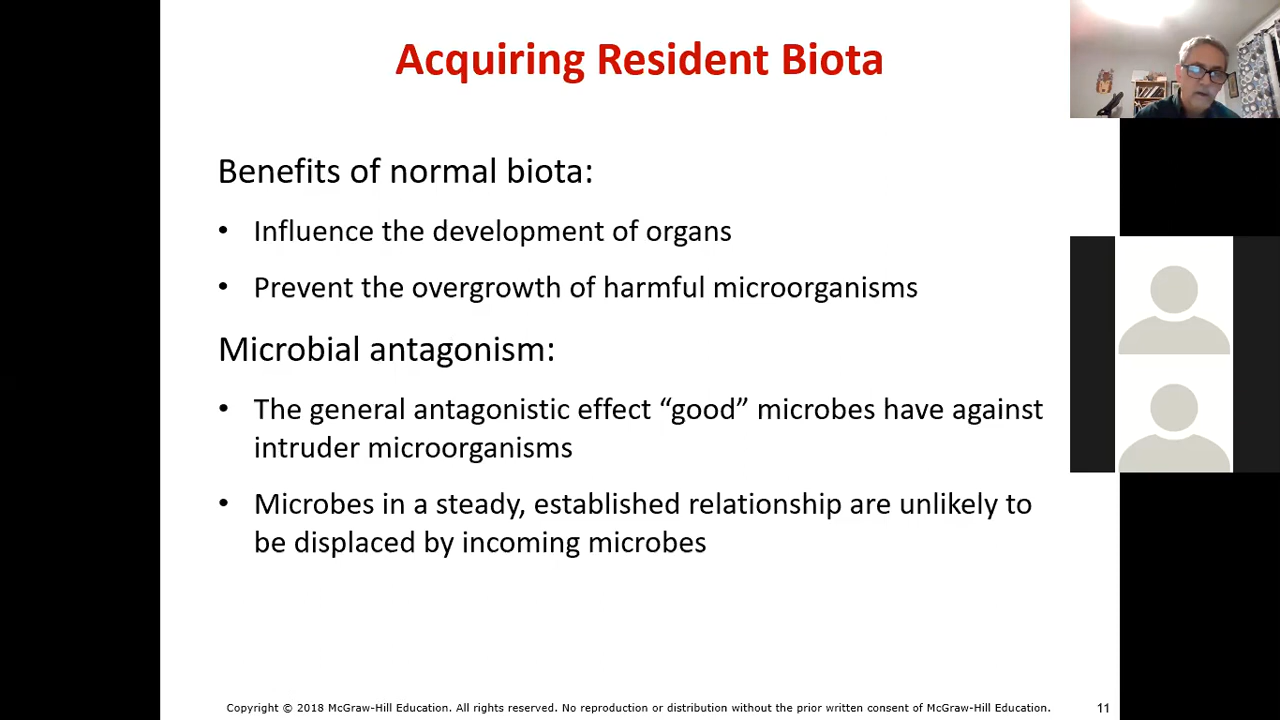 Acquiring Resident Biota
Benefits of normal biota:
• Influence the development of organs
• Prevent the overgrowth of harmful microorganisms
Microbial antagonism:
• The general antagonistic effect “good” microbes have against
intruder microorganisms
• Microbes in a steady, established relationship are unlikely to
be displaced by incoming microbes
Copyright © 2018 McGraw-Hill Education. All rights reserved. No reproduction or distribution without the prior written consent of McGraw-Hill Education.
11